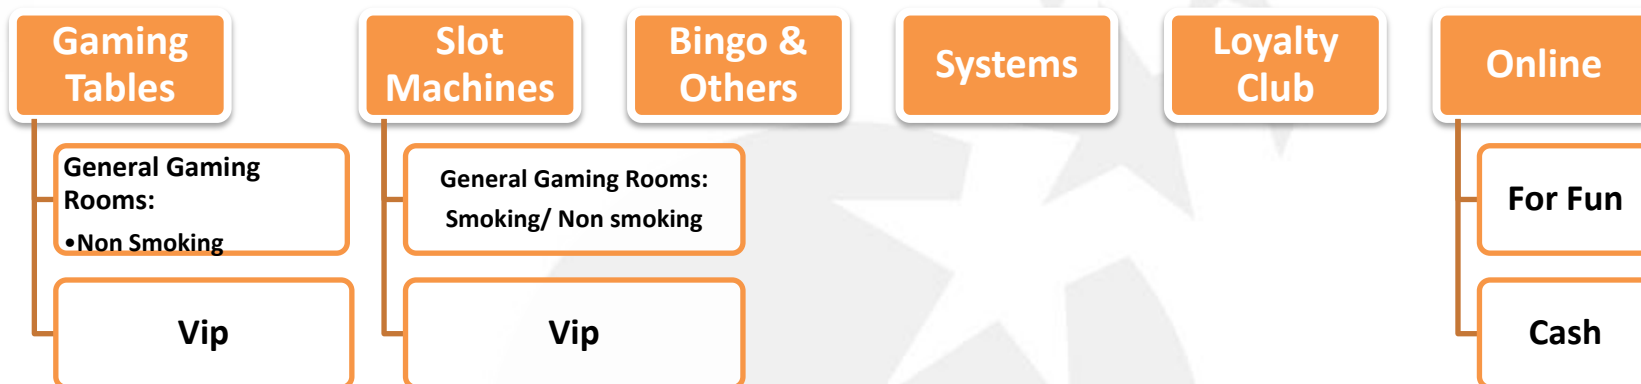 Gaming
Tables
Slot
Machines
Bingo &
Others
Systems
Loyalty
Club
Online
General Gaming
Rooms:
•Non Smoking
Vip
General Gaming Rooms:
Smoking/ Non smoking
Vip
For Fun
Cash